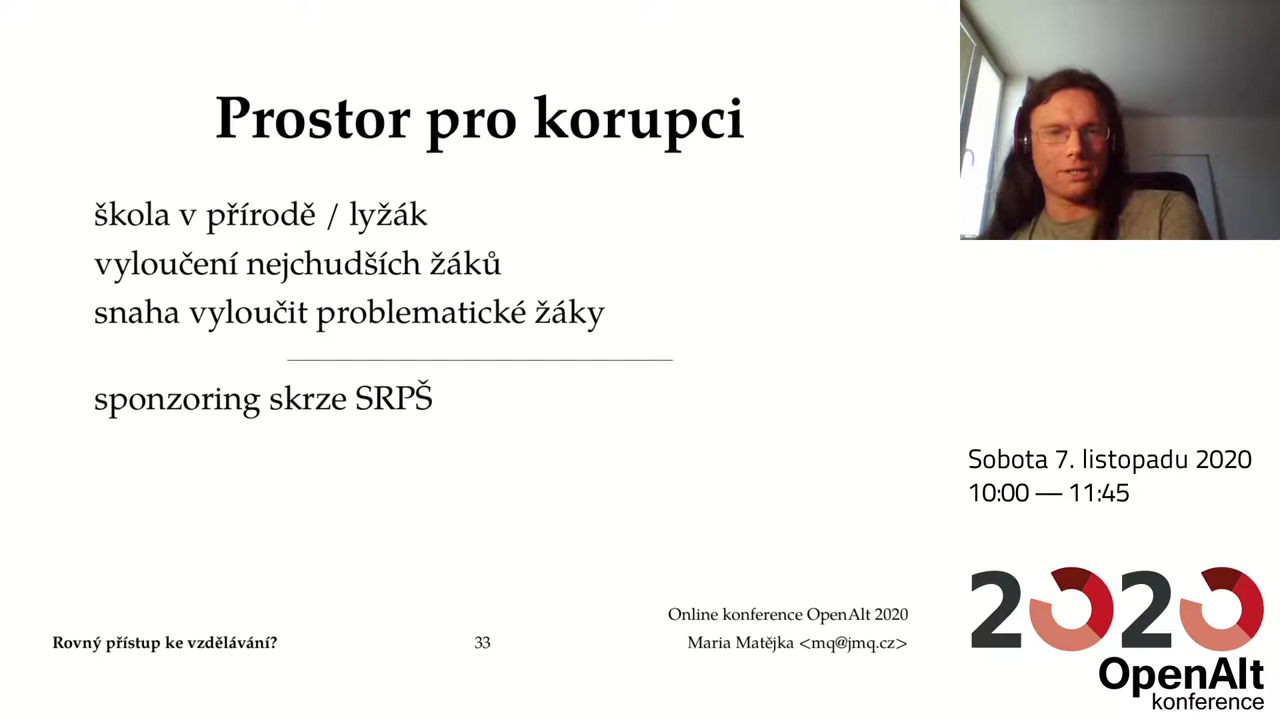 Prostor pro korupci
škola v přírodě / lyžák
vyloučení nejchudších žáků
snaha vyloučit problematické žáky
sponzoring skrze SRPŠ
Online konference OpenAlt 2020
Rovný přístup ke vzdělávání?
33
Maria Matějka <mq@jmq.cz>
Sobota 7. listopadu 2020
10:00 — 11:45
2020
OpenAlt
konference